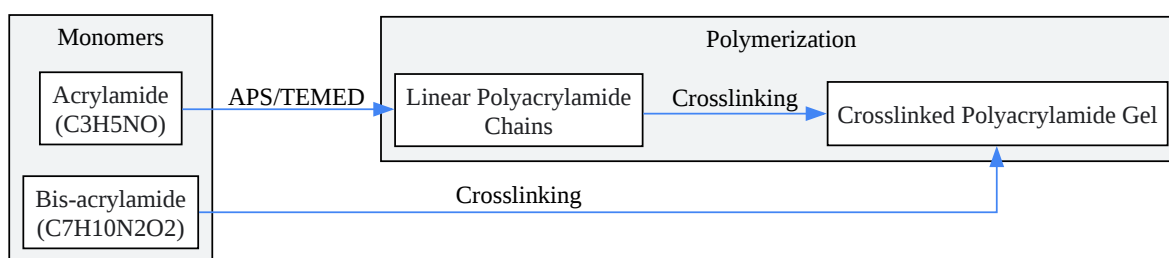 Monomers
Polymerization
Acrylamide
(C3H5NO)
APS/TEMED
Linear Polyacrylamide
Chains
Crosslinking
Crosslinked Polyacrylamide Gel
Bis-acrylamide
(C7H10N2O2)
Crosslinking